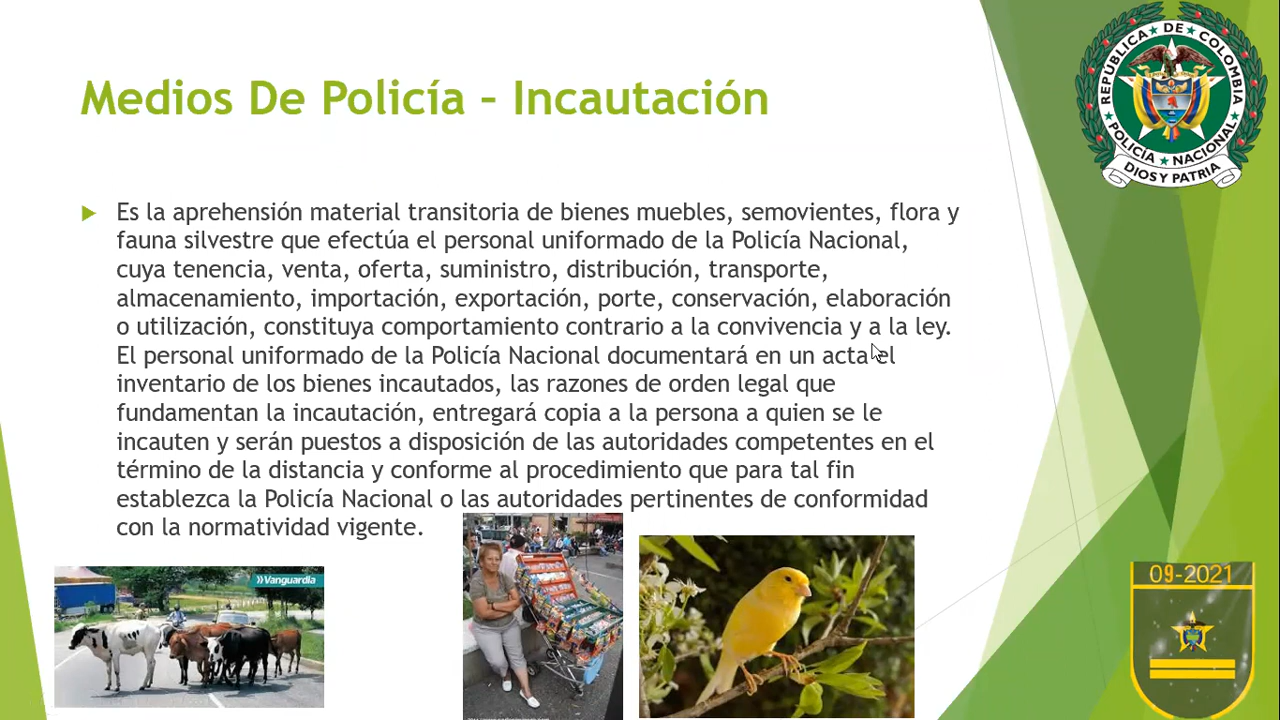 Medios De Policía – Incautación
Es la aprehensión material transitoria de bienes muebles, semovientes, flora y
fauna silvestre que efectúa el personal uniformado de la Policía Nacional,
cuya tenencia, venta, oferta, suministro, distribución, transporte,
almacenamiento, importación, exportación, porte, conservación, elaboración
o utilización, constituya comportamiento contrario a la convivencia y a la ley.
El personal uniformado de la Policía Nacional documentará en un acta el
inventario de los bienes incautados, las razones de orden legal que
fundamentan la incautación, entregará copia a la persona a quien se le
incauten y serán puestos a disposición de las autoridades competentes en el
término de la distancia y conforme al procedimiento que para tal fin
establezca la Policía Nacional o las autoridades pertinentes de conformidad
con la normatividad vigente.
REPÚBLICA DE COLOMBIA
POLICÍA NACIONAL
DIOS Y PATRIA
Vanguardia
09-2021